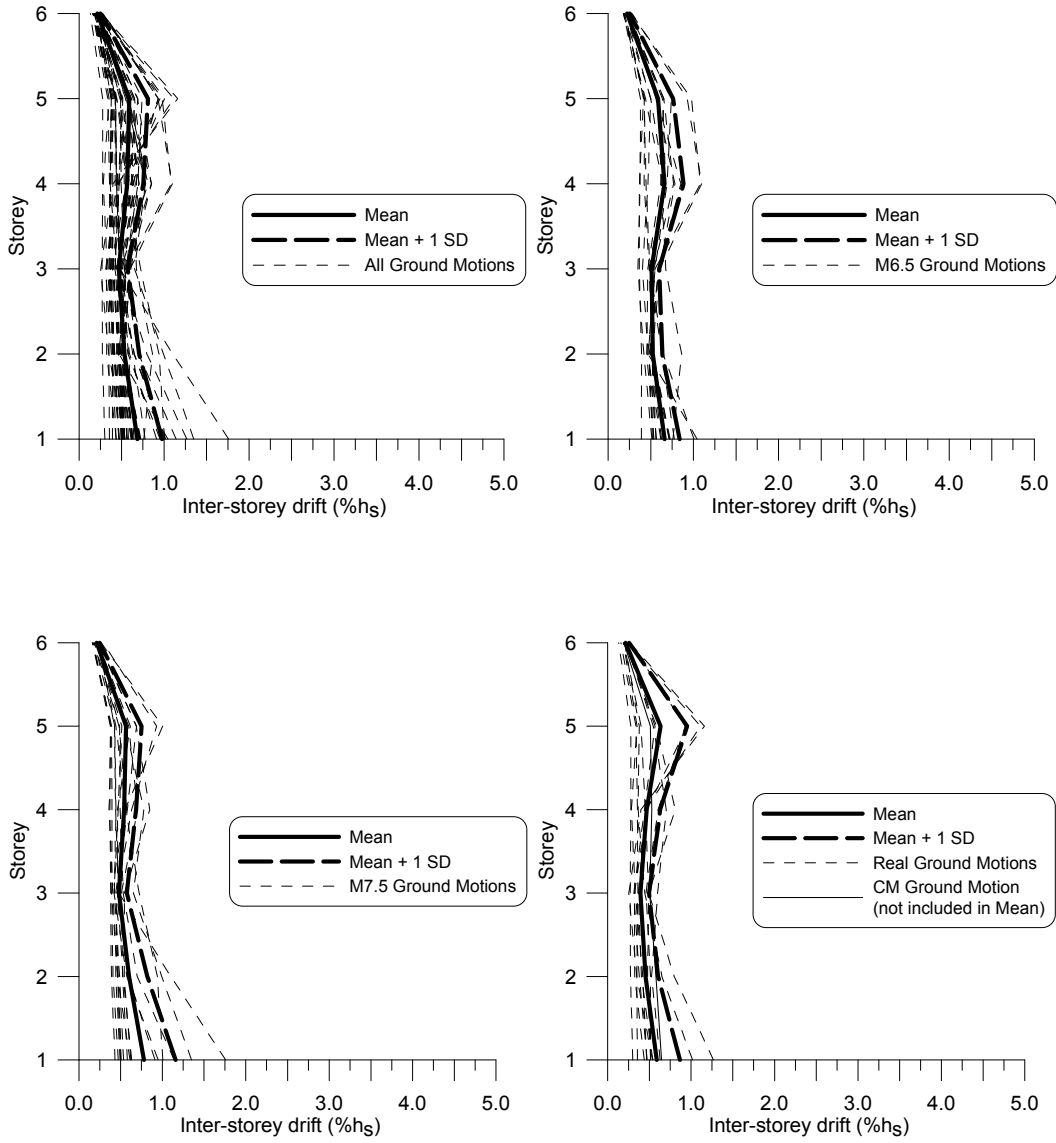 6
5
4
3
2
1
Storey
Mean
Mean + 1 SD
All Ground Motions
0.0 1.0 2.0 3.0 4.0 5.0
Inter-storey drift (%hS)
6
5
4
3
2
1
Storey
Mean
Mean + 1 SD
M6.5 Ground Motions
0.0 1.0 2.0 3.0 4.0 5.0
Inter-storey drift (%hS)
6
5
4
3
2
1
Storey
Mean
Mean + 1 SD
M7.5 Ground Motions
0.0 1.0 2.0 3.0 4.0 5.0
Inter-storey drift (%hS)
6
5
4
3
2
1
Storey
Mean
Mean + 1 SD
Real Ground Motions
CM Ground Motion
(not included in Mean)
0.0 1.0 2.0 3.0 4.0 5.0
Inter-storey drift (%hS)